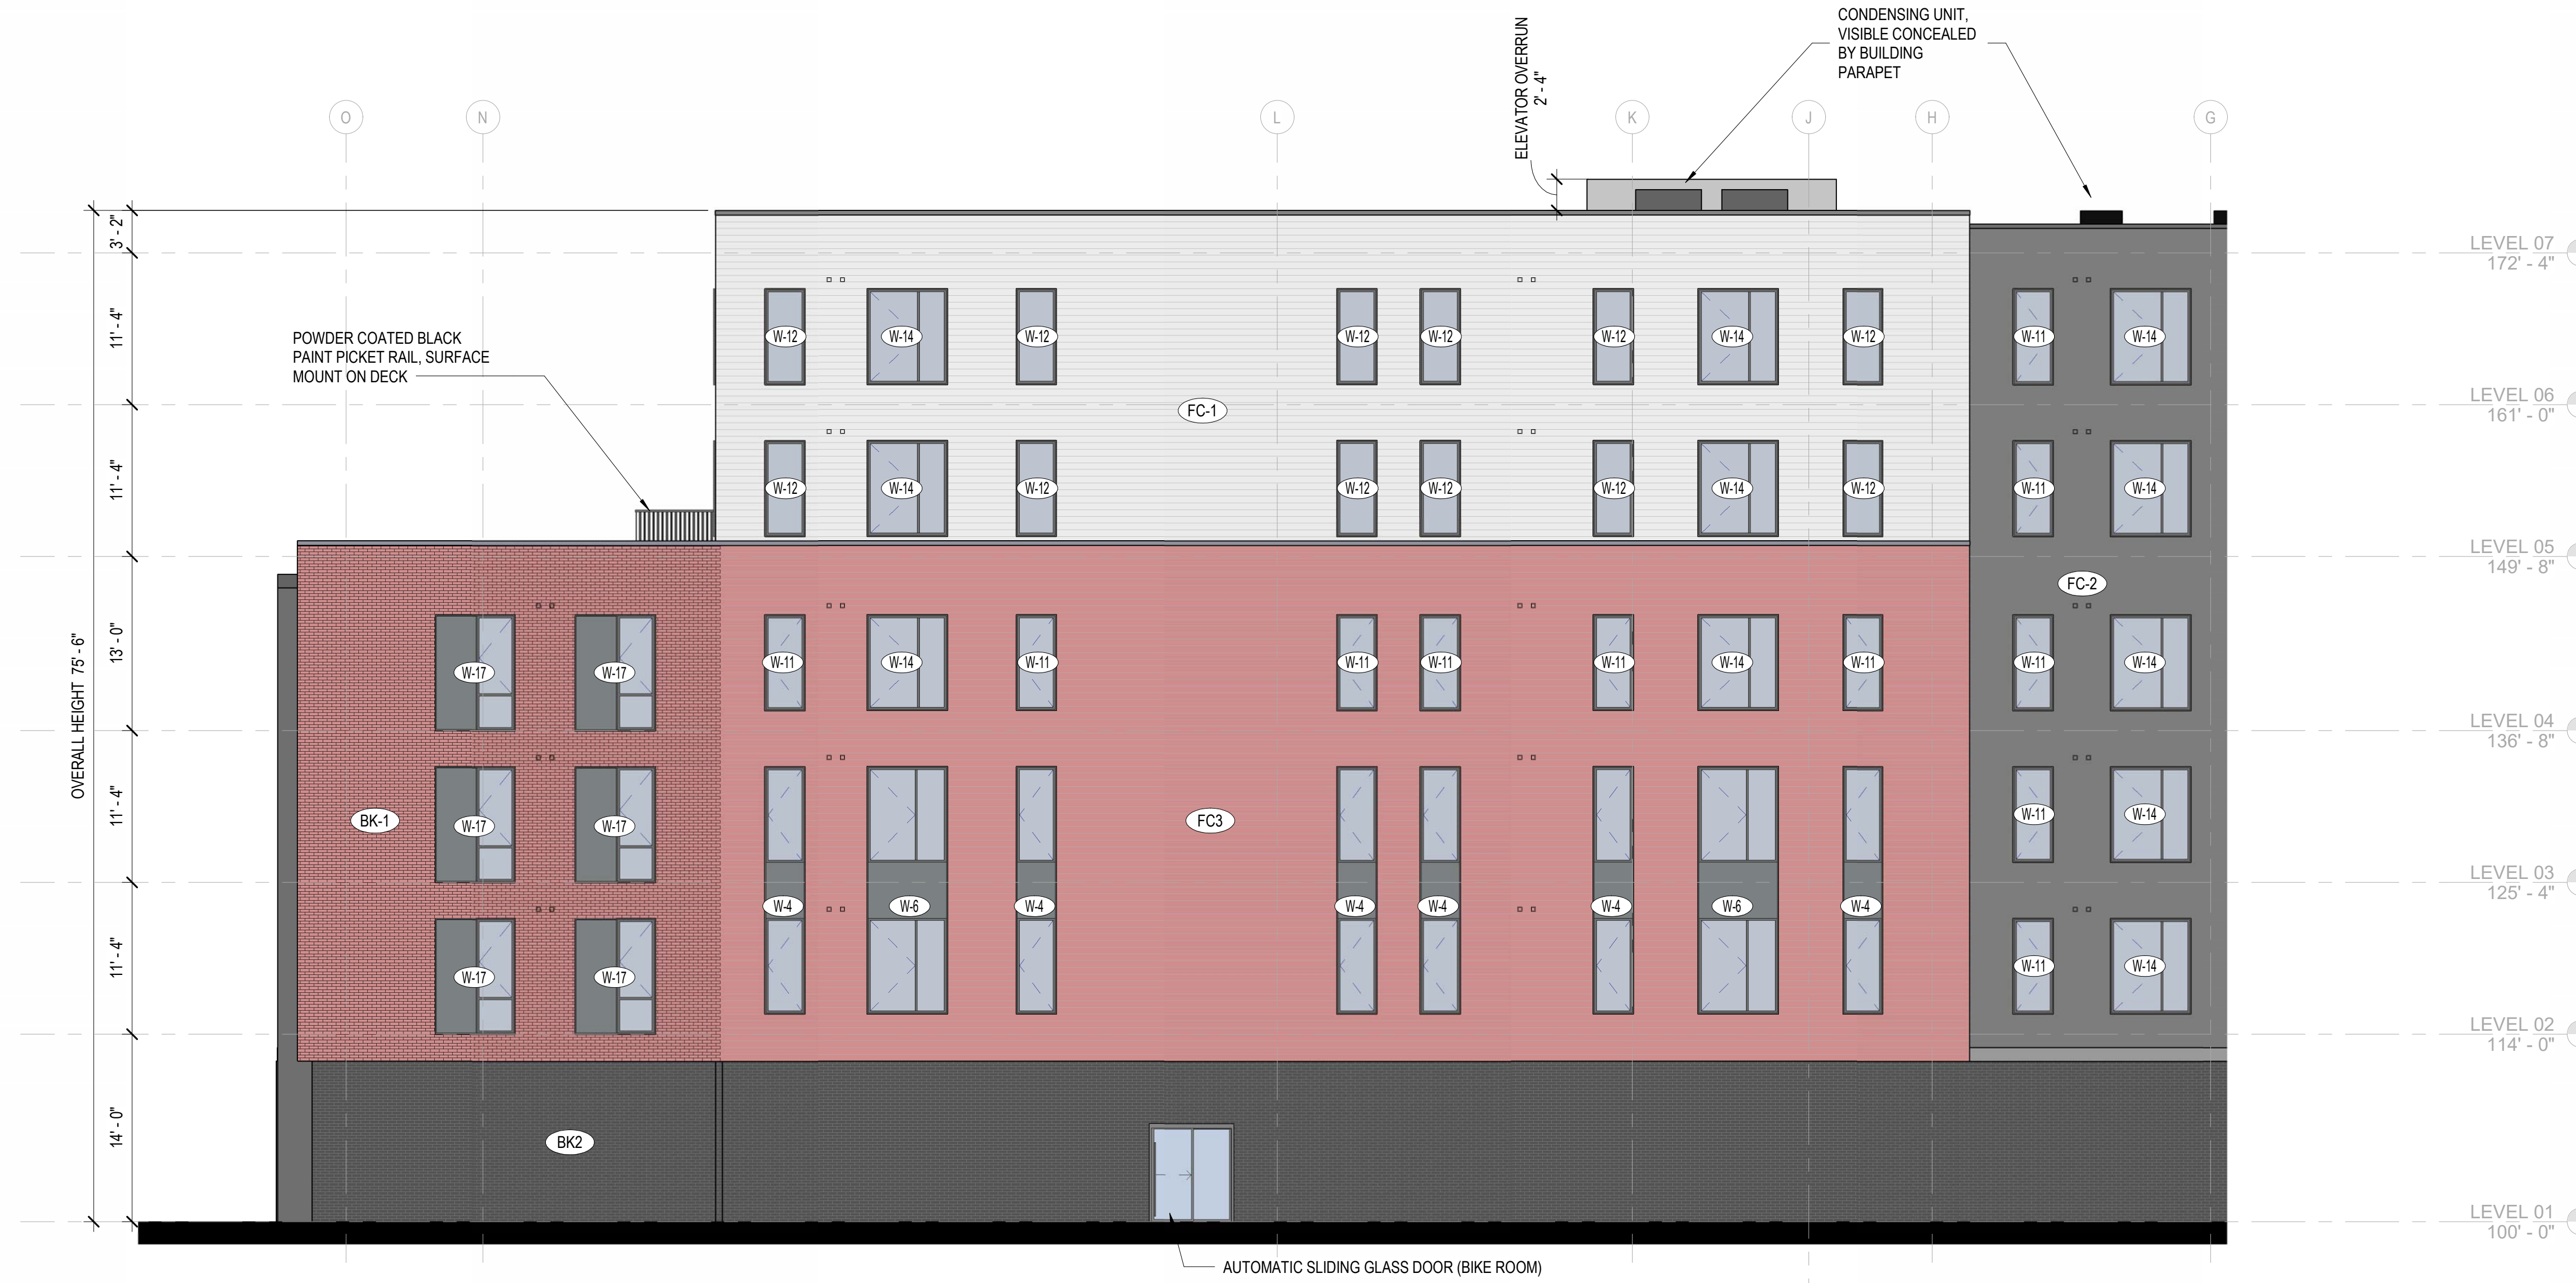 CONDENSING UNIT,
VISIBLE CONCEALED
BY BUILDING
PARAPET
ELEVATOR OVERRUN
2' - 4"
O
N
L
K
J
H
G
3' - 2"
LEVEL 07
172' - 4"
11' - 4"
POWDER COATED BLACK
PAINT PICKET RAIL, SURFACE
MOUNT ON DECK
W-12 W-14 W-12 W-12 W-12 W-12 W-14 W-12 W-11 W-14
LEVEL 06
161' - 0"
FC-1
11' - 4"
W-12 W-14 W-12 W-12 W-12 W-12 W-14 W-12 W-11 W-14
LEVEL 05
149' - 8"
FC-2
OVERALL HEIGHT 75' - 6"
13' - 0"
W-17 W-17 W-11 W-14 W-11 W-11 W-11 W-11 W-14 W-11 W-11 W-14
LEVEL 04
136' - 8"
11' - 4"
BK-1
W-17 W-17
FC3
W-11 W-14
LEVEL 03
125' - 4"
W-4 W-6 W-4 W-4 W-4 W-4 W-6 W-4
11' - 4"
W-17 W-17
W-11 W-14
LEVEL 02
114' - 0"
14' - 0"
BK2
LEVEL 01
100' - 0"
AUTOMATIC SLIDING GLASS DOOR (BIKE ROOM)